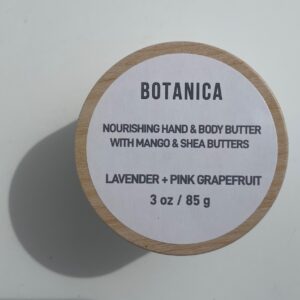 BOTANICA
NOURISHING HAND & BODY BUTTER
WITH MANGO & SHEA BUTTERS
LAVENDER + PINK GRAPEFRUIT
3 oz / 85 g